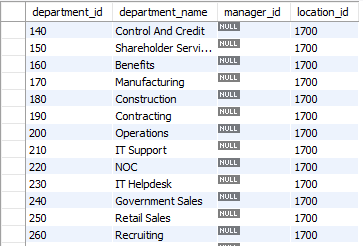 department_id department_name manager_id location_id
140 Control And Credit NULL 1700
150 Shareholder Servi... NULL 1700
160 Benefits NULL 1700
170 Manufacturing NULL 1700
180 Construction NULL 1700
190 Contracting NULL 1700
200 Operations NULL 1700
210 IT Support NULL 1700
220 NOC NULL 1700
230 IT Helpdesk NULL 1700
240 Government Sales NULL 1700
250 Retail Sales NULL 1700
260 Recruiting NULL 1700